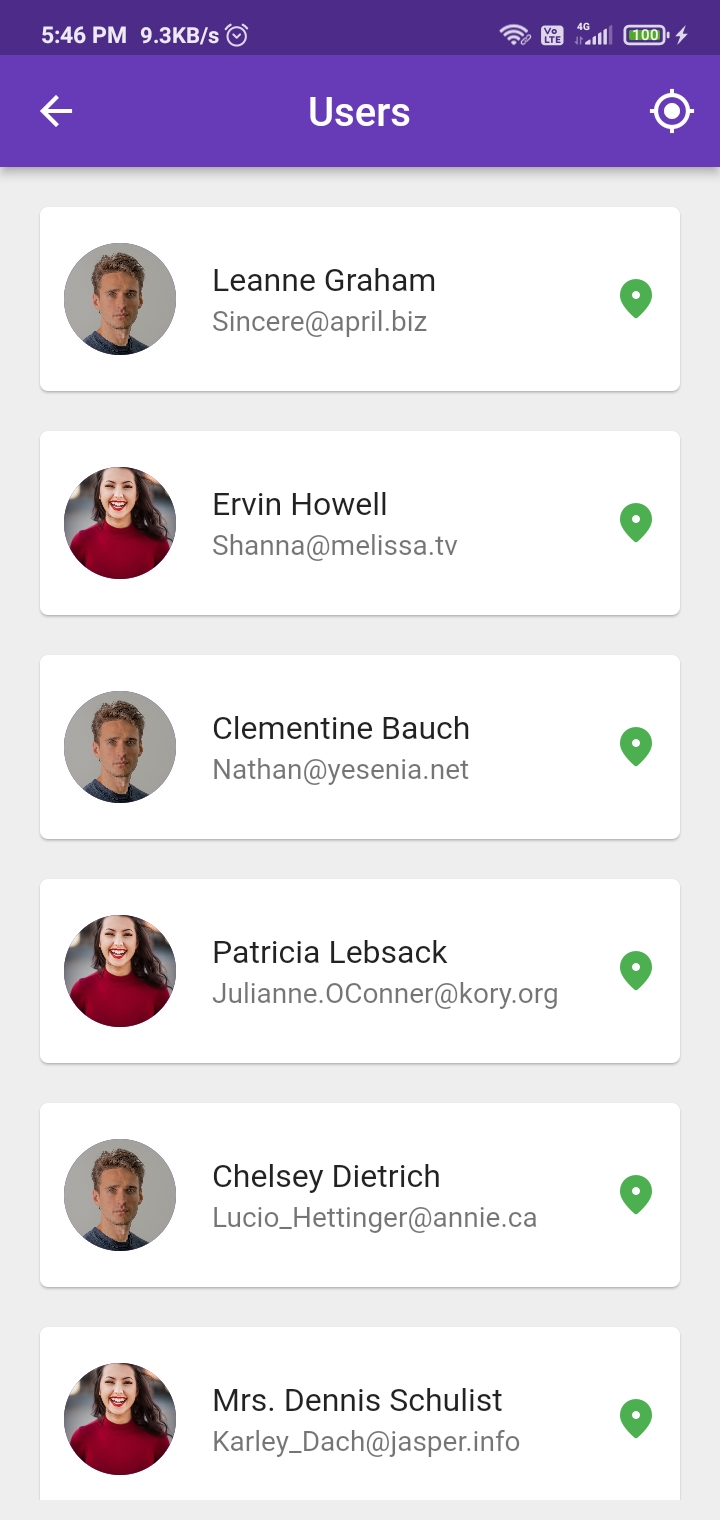 5:46 PM 9.3KB/s Vo LTE 4G 100
Users
Leanne Graham
Sincere@april.biz
Ervin Howell
Shanna@melissa.tv
Clementine Bauch
Nathan@yesenia.net
Patricia Lebsack
Julianne.OConner@kory.org
Chelsey Dietrich
Lucio_Hettinger@annie.ca
Mrs. Dennis Schulist
Karley_Dach@jasper.info